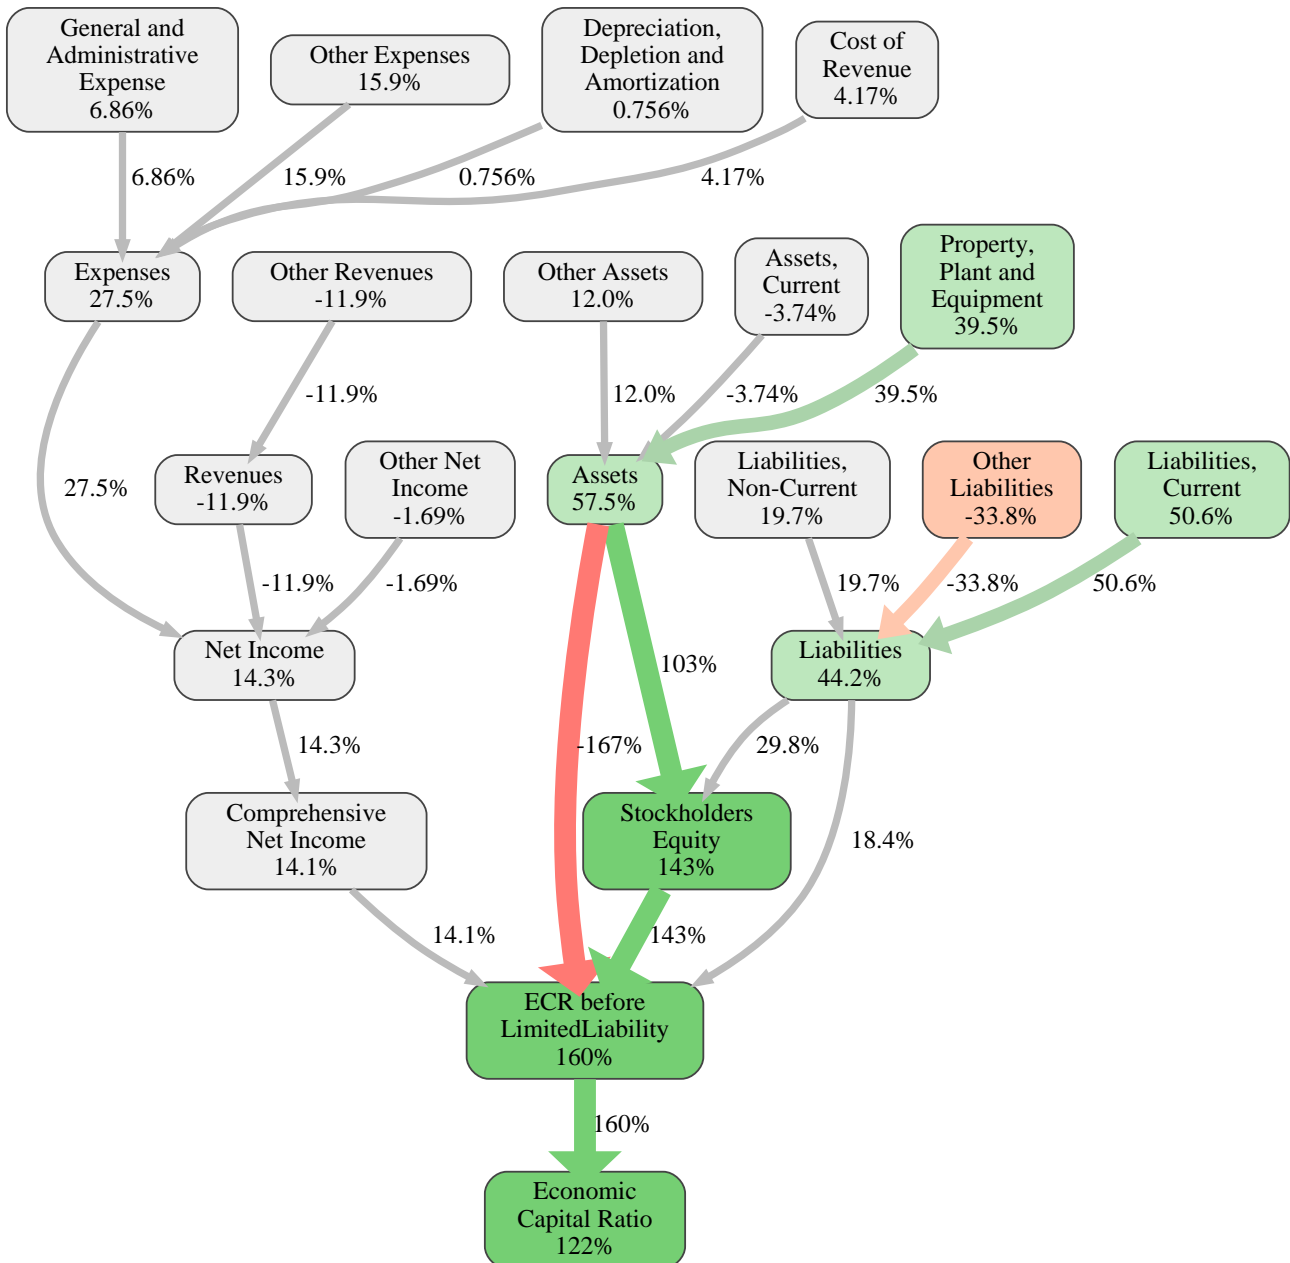 General and
Administrative
Expense
6.86%
Other Expenses
15.9%
Depreciation,
Depletion and
Amortization
0.756%
Cost of
Revenue
4.17%
6.86%
15.9%
0.756%
4.17%
Expenses
27.5%
Other Revenues
-11.9%
Other Assets
12.0%
Assets,
Current
-3.74%
Property,
Plant and
Equipment
39.5%
-11.9%
12.0%
-3.74%
39.5%
27.5%
Revenues
-11.9%
Other Net
Income
-1.69%
Assets
57.5%
Liabilities,
Non-Current
19.7%
Other
Liabilities
-33.8%
Liabilities,
Current
50.6%
-11.9%
-1.69%
19.7%
-33.8%
50.6%
Net Income
14.3%
103%
Liabilities
44.2%
14.3%
-167%
29.8%
Comprehensive
Net Income
14.1%
Stockholders
Equity
143%
18.4%
14.1%
143%
ECR before
LimitedLiability
160%
160%
Economic
Capital Ratio
122%